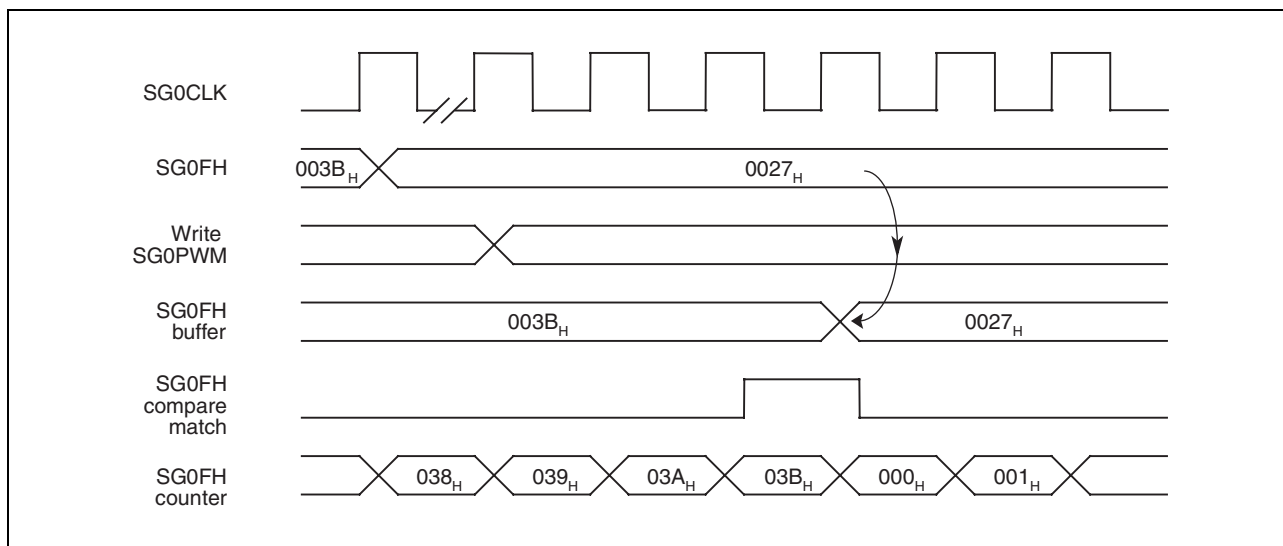 SG0CLK
SG0FH
003BH
0027H
Write
SG0PWM
SG0FH
buffer
003BH
0027H
SG0FH
compare
match
SG0FH
counter
038H
039H
03AH
03BH
000H
001H